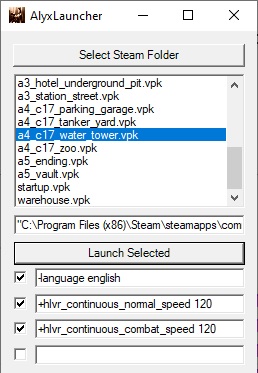 AlyxLauncher
Select Steam Folder
a3_hotel_underground_pit.vpk
a3_station_street.vpk
a4_c17_parking_garage.vpk
a4_c17_tanker_yard.vpk
a4_c17_water_tower.vpk
a4_c17_zoo.vpk
a5_ending.vpk
a5_vault.vpk
startup.vpk
warehouse.vpk
"C:\Program Files (x86)\Steam\steamapps\com
Launch Selected
-language english
+hlvr_continuous_normal_speed 120
+hlvr_continuous_combat_speed 120